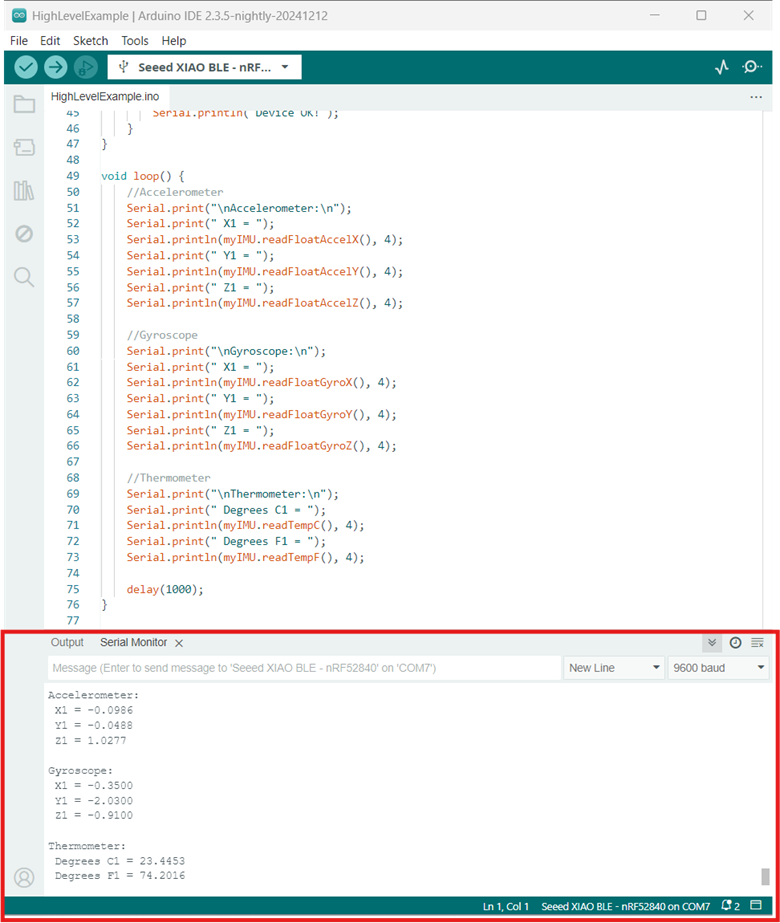 HighLevelExample | Arduino IDE 2.3.5-nightly-20241212
File Edit Sketch Tools Help
Seeed XIAO BLE - nRF...
HighLevelExample.ino
45 Serial.println("Device OK!");
46 }
47 }
48
49 void loop() {
50 //Accelerometer
51 Serial.print("\nAccelerometer:\n");
52 Serial.print(" X1 = ");
53 Serial.println(myIMU.readFloatAccelX(), 4);
54 Serial.print(" Y1 = ");
55 Serial.println(myIMU.readFloatAccelY(), 4);
56 Serial.print(" Z1 = ");
57 Serial.println(myIMU.readFloatAccelZ(), 4);
58
59 //Gyroscope
60 Serial.print("\nGyroscope:\n");
61 Serial.print(" X1 = ");
62 Serial.println(myIMU.readFloatGyroX(), 4);
63 Serial.print(" Y1 = ");
64 Serial.println(myIMU.readFloatGyroY(), 4);
65 Serial.print(" Z1 = ");
66 Serial.println(myIMU.readFloatGyroZ(), 4);
67
68 //Thermometer
69 Serial.print("\nThermometer:\n");
70 Serial.print(" Degrees C1 = ");
71 Serial.println(myIMU.readTempC(), 4);
72 Serial.print(" Degrees F1 = ");
73 Serial.println(myIMU.readTempF(), 4);
74
75 delay(1000);
76 }
77
Output Serial Monitor
Message (Enter to send message to 'Seeed XIAO BLE - nRF52840' on 'COM7') New Line 9600 baud
Accelerometer:
X1 = -0.0986
Y1 = -0.0488
Z1 = 1.0277
Gyroscope:
X1 = -0.3500
Y1 = -2.0300
Z1 = -0.9100
Thermometer:
Degrees C1 = 23.4453
Degrees F1 = 74.2016
Ln 1, Col 1 Seeed XIAO BLE - nRF52840 on COM7 2